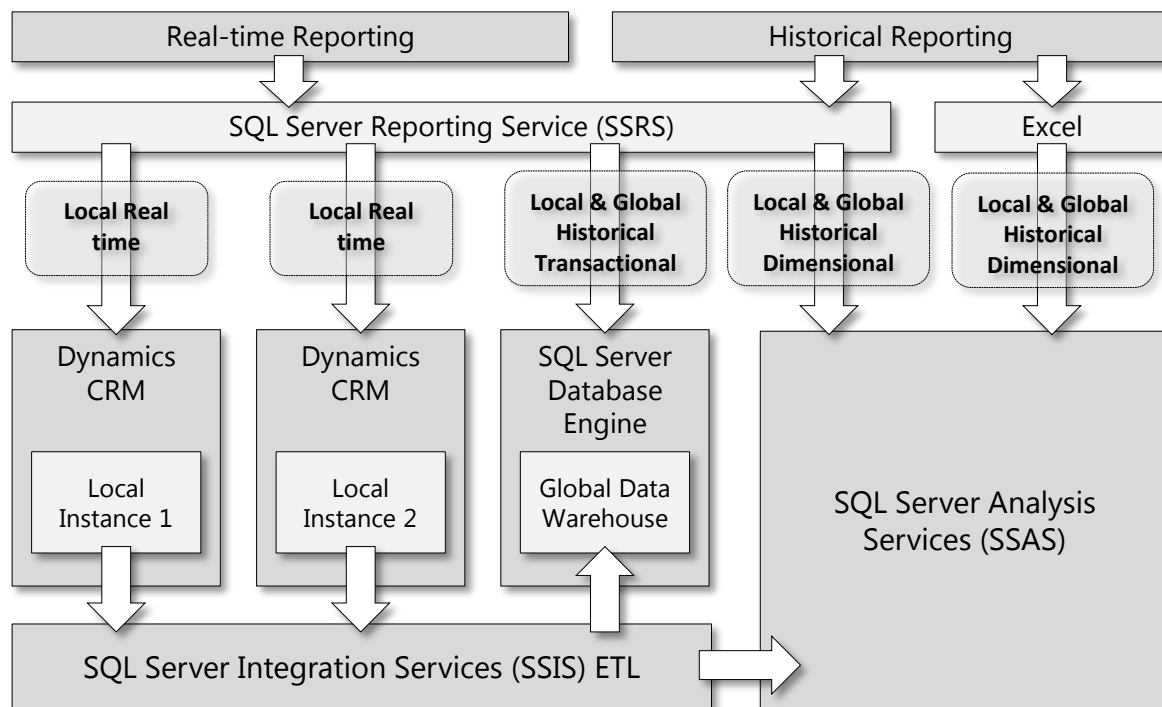 Real-time Reporting
Historical Reporting
SQL Server Reporting Service (SSRS)
Excel
Local Real
time
Local Real
time
Local & Global
Historical
Transactional
Local & Global
Historical
Dimensional
Local & Global
Historical
Dimensional
Dynamics
CRM
Local
Instance 1
Dynamics
CRM
Local
Instance 2
SQL Server
Database
Engine
Global Data
Warehouse
SQL Server Analysis
Services (SSAS)
SQL Server Integration Services (SSIS) ETL